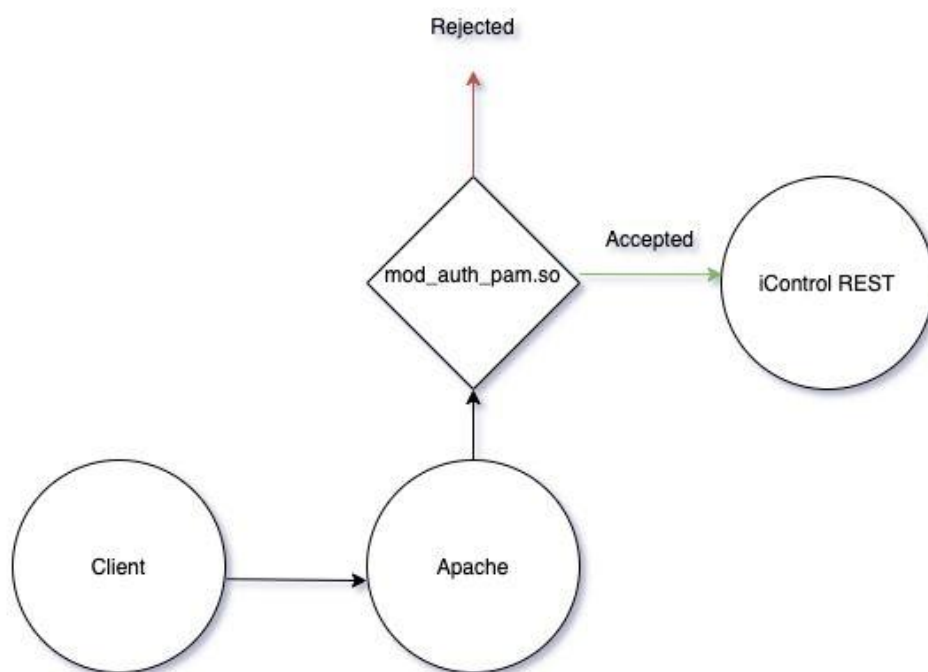 Rejected
Accepted
mod_auth_pam.so
iControl REST
Client
Apache